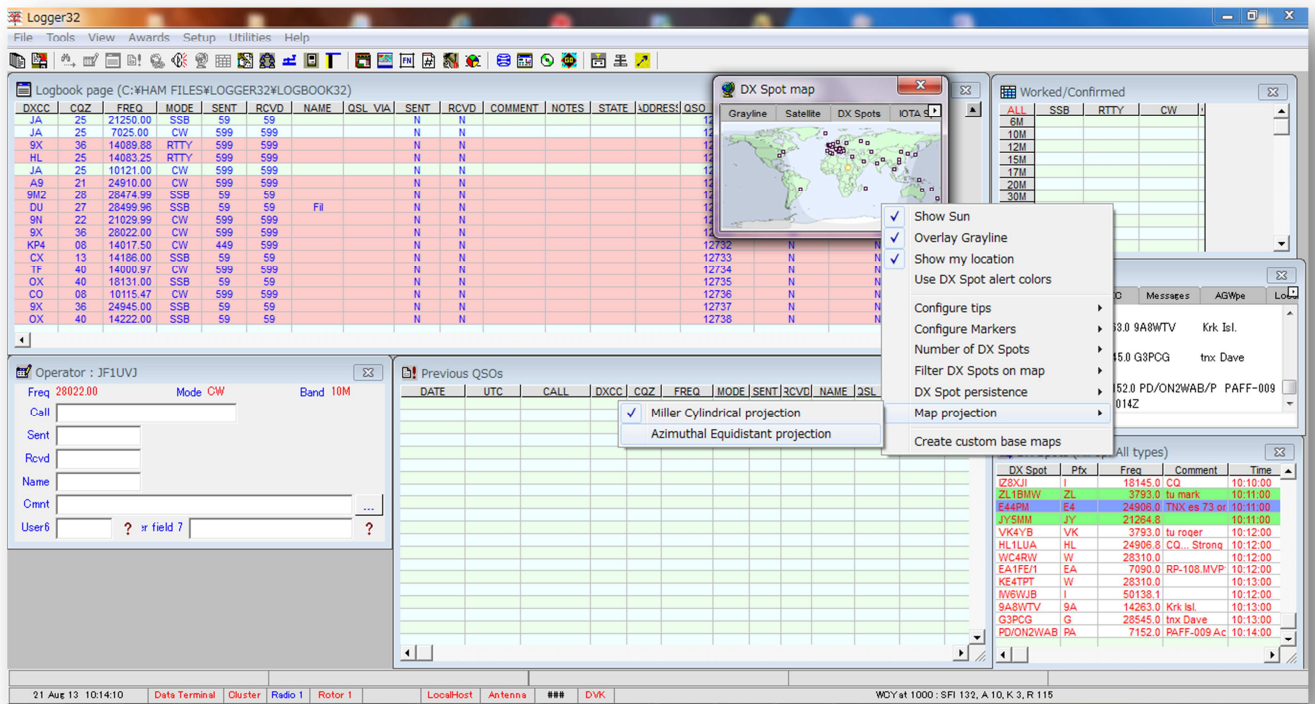 Logger32
File Tools View Awards Setup Utilities Help
Logbook page (C:¥HAM FILES¥LOGGER32¥LOGBOOK32)
DXCC CQZ FREQ MODE SENT RCVD NAME QSL VIA SENT RCVD COMMENT NOTES STATE ADDRESS QSO
JA 25 21250.00 SSB 59 59 N N
JA 25 7025.00 CW 599 599 N N
9X 36 14089.88 RTTY 599 599 N N
HL 25 14083.25 RTTY 599 599 N N
JA 25 10121.00 CW 599 599 N N
A9 21 24910.00 CW 599 599 N N
9M2 28 28474.99 SSB 59 59 N N
DU 27 28499.96 SSB 59 59 Fil N N
9N 22 21029.99 CW 599 599 N N
9X 36 28022.00 CW 599 599 N N
KP4 08 14017.50 CW 449 599 N N 12732 N N
CX 13 14186.00 SSB 59 59 N N 12733 N N
TF 40 14000.97 CW 599 599 N N 12734 N N
OX 40 18131.00 SSB 59 59 N N 12735 N N
CO 08 10115.47 CW 599 599 N N 12736 N N
9X 36 24945.00 SSB 59 59 N N 12737 N N
OX 40 14222.00 SSB 59 59 N N 12738 N N
DX Spot map
Grayline Satellite DX Spots IOTA S
Show Sun
Overlay Grayline
Show my location
Use DX Spot alert colors
Configure tips
Configure Markers
Number of DX Spots
Filter DX Spots on map
DX Spot persistence
Map projection
Create custom base maps
Miller Cylindrical projection
Azimuthal Equidistant projection
Worked/Confirmed
ALL SSB RTTY CW
6M
10M
12M
15M
17M
20M
30M
Messages AGWpe
53.0 9A8WTV Krk Isl.
45.0 G3PCG tnx Dave
152.0 PD/ON2WAB/P PAFF-009
014Z
Operator : JF1UVJ
Freq 28022.00 Mode CW Band 10M
Call
Sent
Rcvd
Name
Cmnt ...
User6 ? er field 7 ?
Previous QSOs
DATE UTC CALL DXCC CQZ FREQ MODE SENT RCVD NAME QSL
All types)
DX Spot Pfx Freq Comment Time
IZ8XJI I 18145.0 CQ 10:10:00
ZL1BMW ZL 3793.0 tu mark 10:11:00
E44PM E4 24906.0 TNX es 73 or 10:11:00
JY5MM JY 21264.8 10:11:00
VK4YB VK 3793.0 tu roger 10:12:00
HL1LUA HL 24906.8 CQ... Strong 10:12:00
WC4RW W 28310.0 10:12:00
EA1FE/1 EA 7090.0 RP-108.MVP 10:12:00
KE4TPT W 28310.0 10:13:00
IW6WJB I 50138.1 10:12:00
9A8WTV 9A 14263.0 Krk Isl. 10:13:00
G3PCG G 28545.0 tnx Dave 10:13:00
PD/ON2WAB PA 7152.0 PAFF-009 Ac 10:14:00
21 Aug 13 10:14:10 Data Terminal Cluster Radio 1 Rotor 1 LocalHost Antenna ### DVK WCY at 1000 : SFI 132, A 10, K 3, R 115